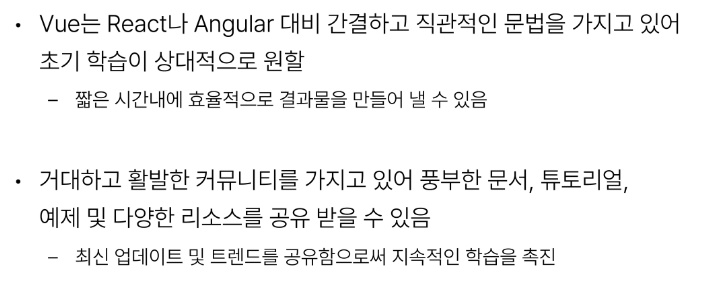 • Vue는 React나 Angular 대비 간결하고 직관적인 문법을 가지고 있어
초기 학습이 상대적으로 원할
– 짧은 시간내에 효율적으로 결과물을 만들어 낼 수 있음
• 거대하고 활발한 커뮤니티를 가지고 있어 풍부한 문서, 튜토리얼,
예제 및 다양한 리소스를 공유 받을 수 있음
– 최신 업데이트 및 트렌드를 공유함으로써 지속적인 학습을 촉진